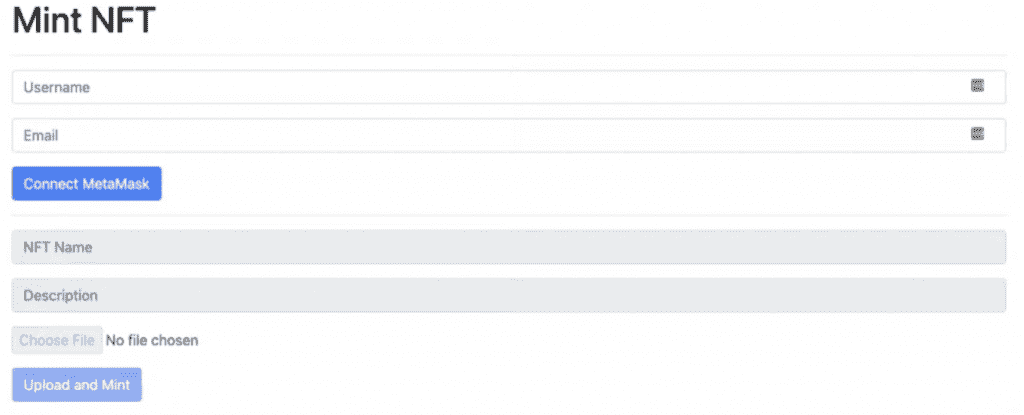 Mint NFT
Username
Email
Connect MetaMask
NFT Name
Description
Choose File No file chosen
Upload and Mint